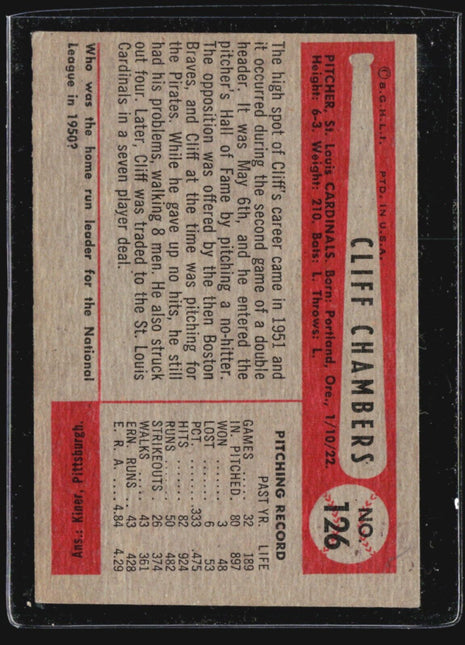 © B.G.H.L.I. PTD. IN U.S.A.
CLIFF CHAMBERS
NO.
126
PITCHER, St. Louis CARDINALS. Born: Portland, Ore., 1/10/22.
Height: 6-3. Weight: 210. Bats: L. Throws: L.
The high spot of Cliff's career came in 1951 and
it occurred during the second game of a double
header. It was May 6th, and he entered the
pitcher's Hall of Fame by pitching a no-hitter.
The opposition was offered by the then Boston
Braves, and Cliff at the time was pitching for
the Pirates. While he gave up no hits, he still
had his problems, walking 8 men. He also struck
out four. Later, Cliff was traded to the St. Louis
Cardinals in a seven player deal.
PITCHING RECORD
PAST YR. LIFE
GAMES ..... 32 189
IN. PITCHED. 80 897
WON ...... 3 48
LOST ...... 6 53
PCT. ..... .333 .475
HITS ...... 82 924
RUNS ..... 50 482
STRIKEOUTS 26 374
WALKS .... 43 361
ERN. RUNS . 43 428
E. R. A. .... 4.84 4.29
Who was the home run leader for the National
League in 1950?
Ans.: Kiner, Pittsburgh.